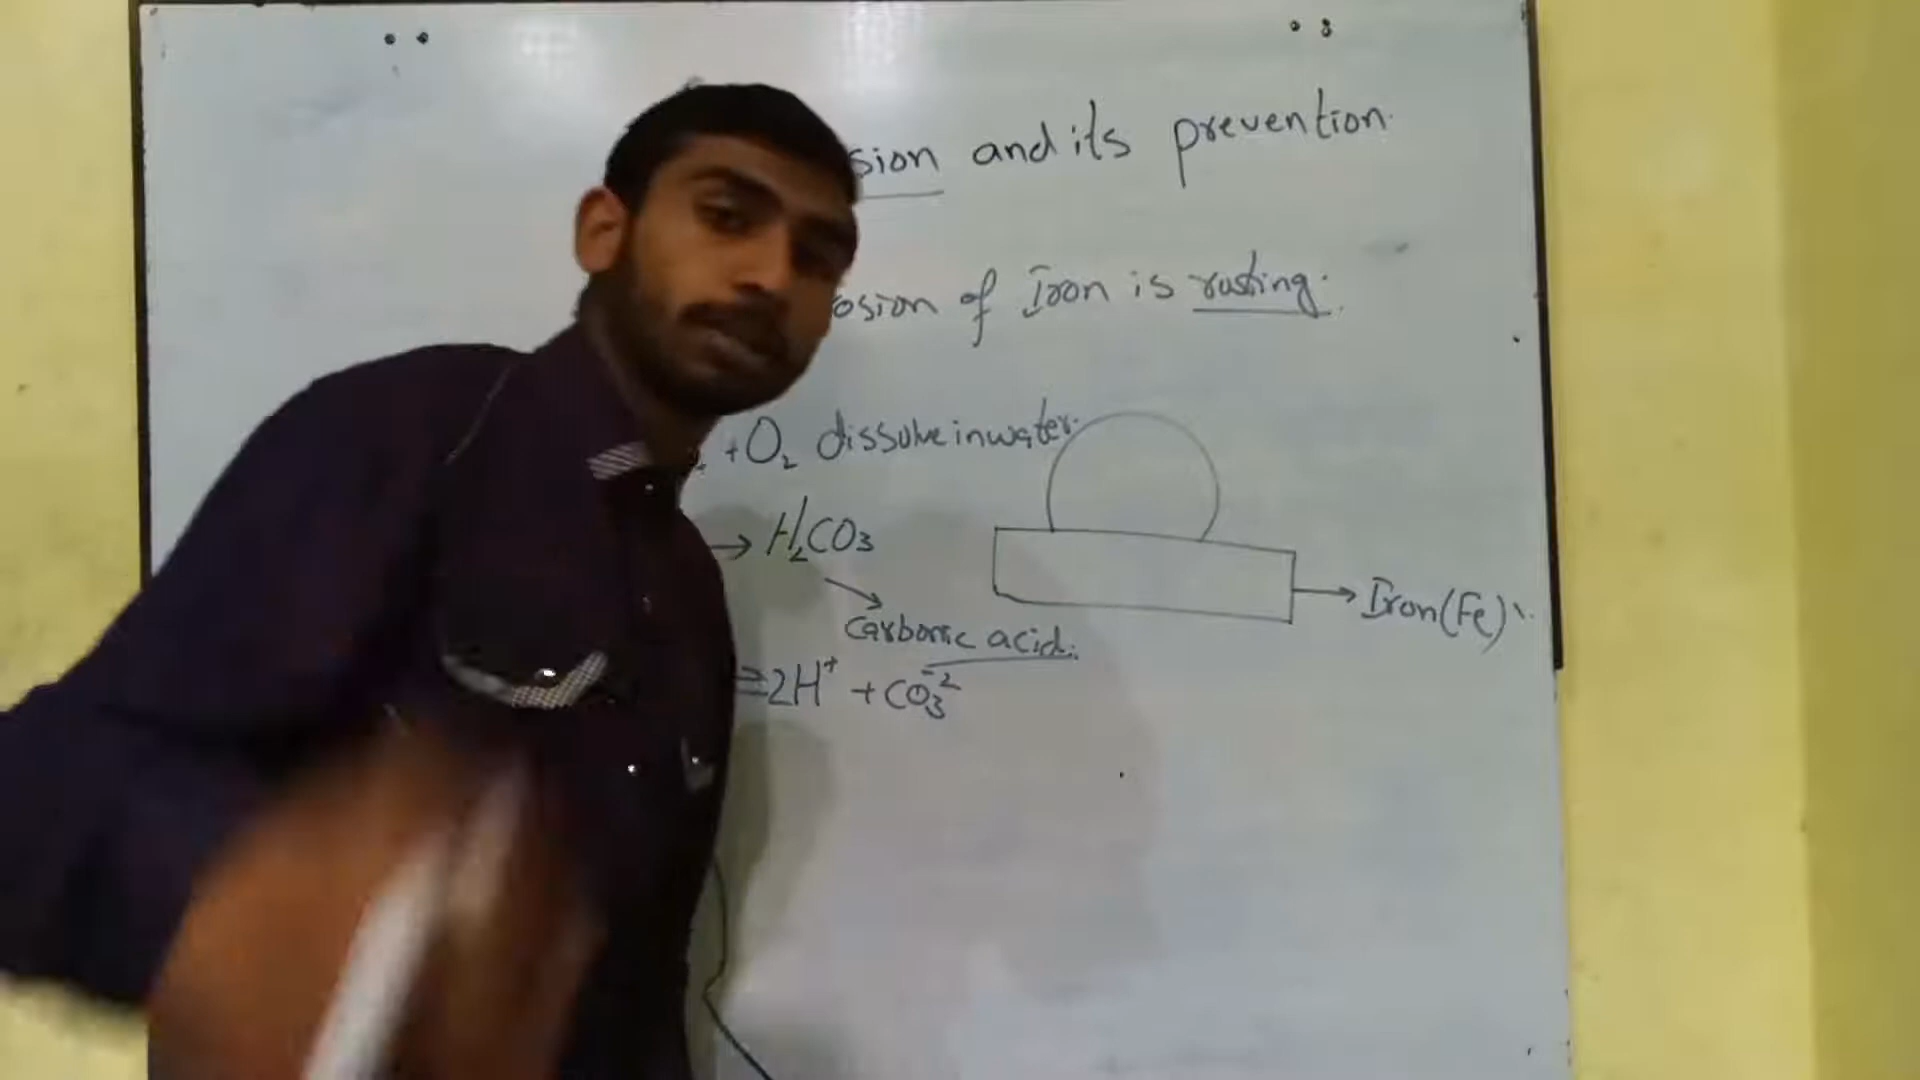 sion and its prevention.
osion of Iron is rusting.
+O₂ dissolve in water.
→ H₂CO₃
Carbonic acid.
Iron(Fe)
⇌ 2H⁺ + CO₃⁻²